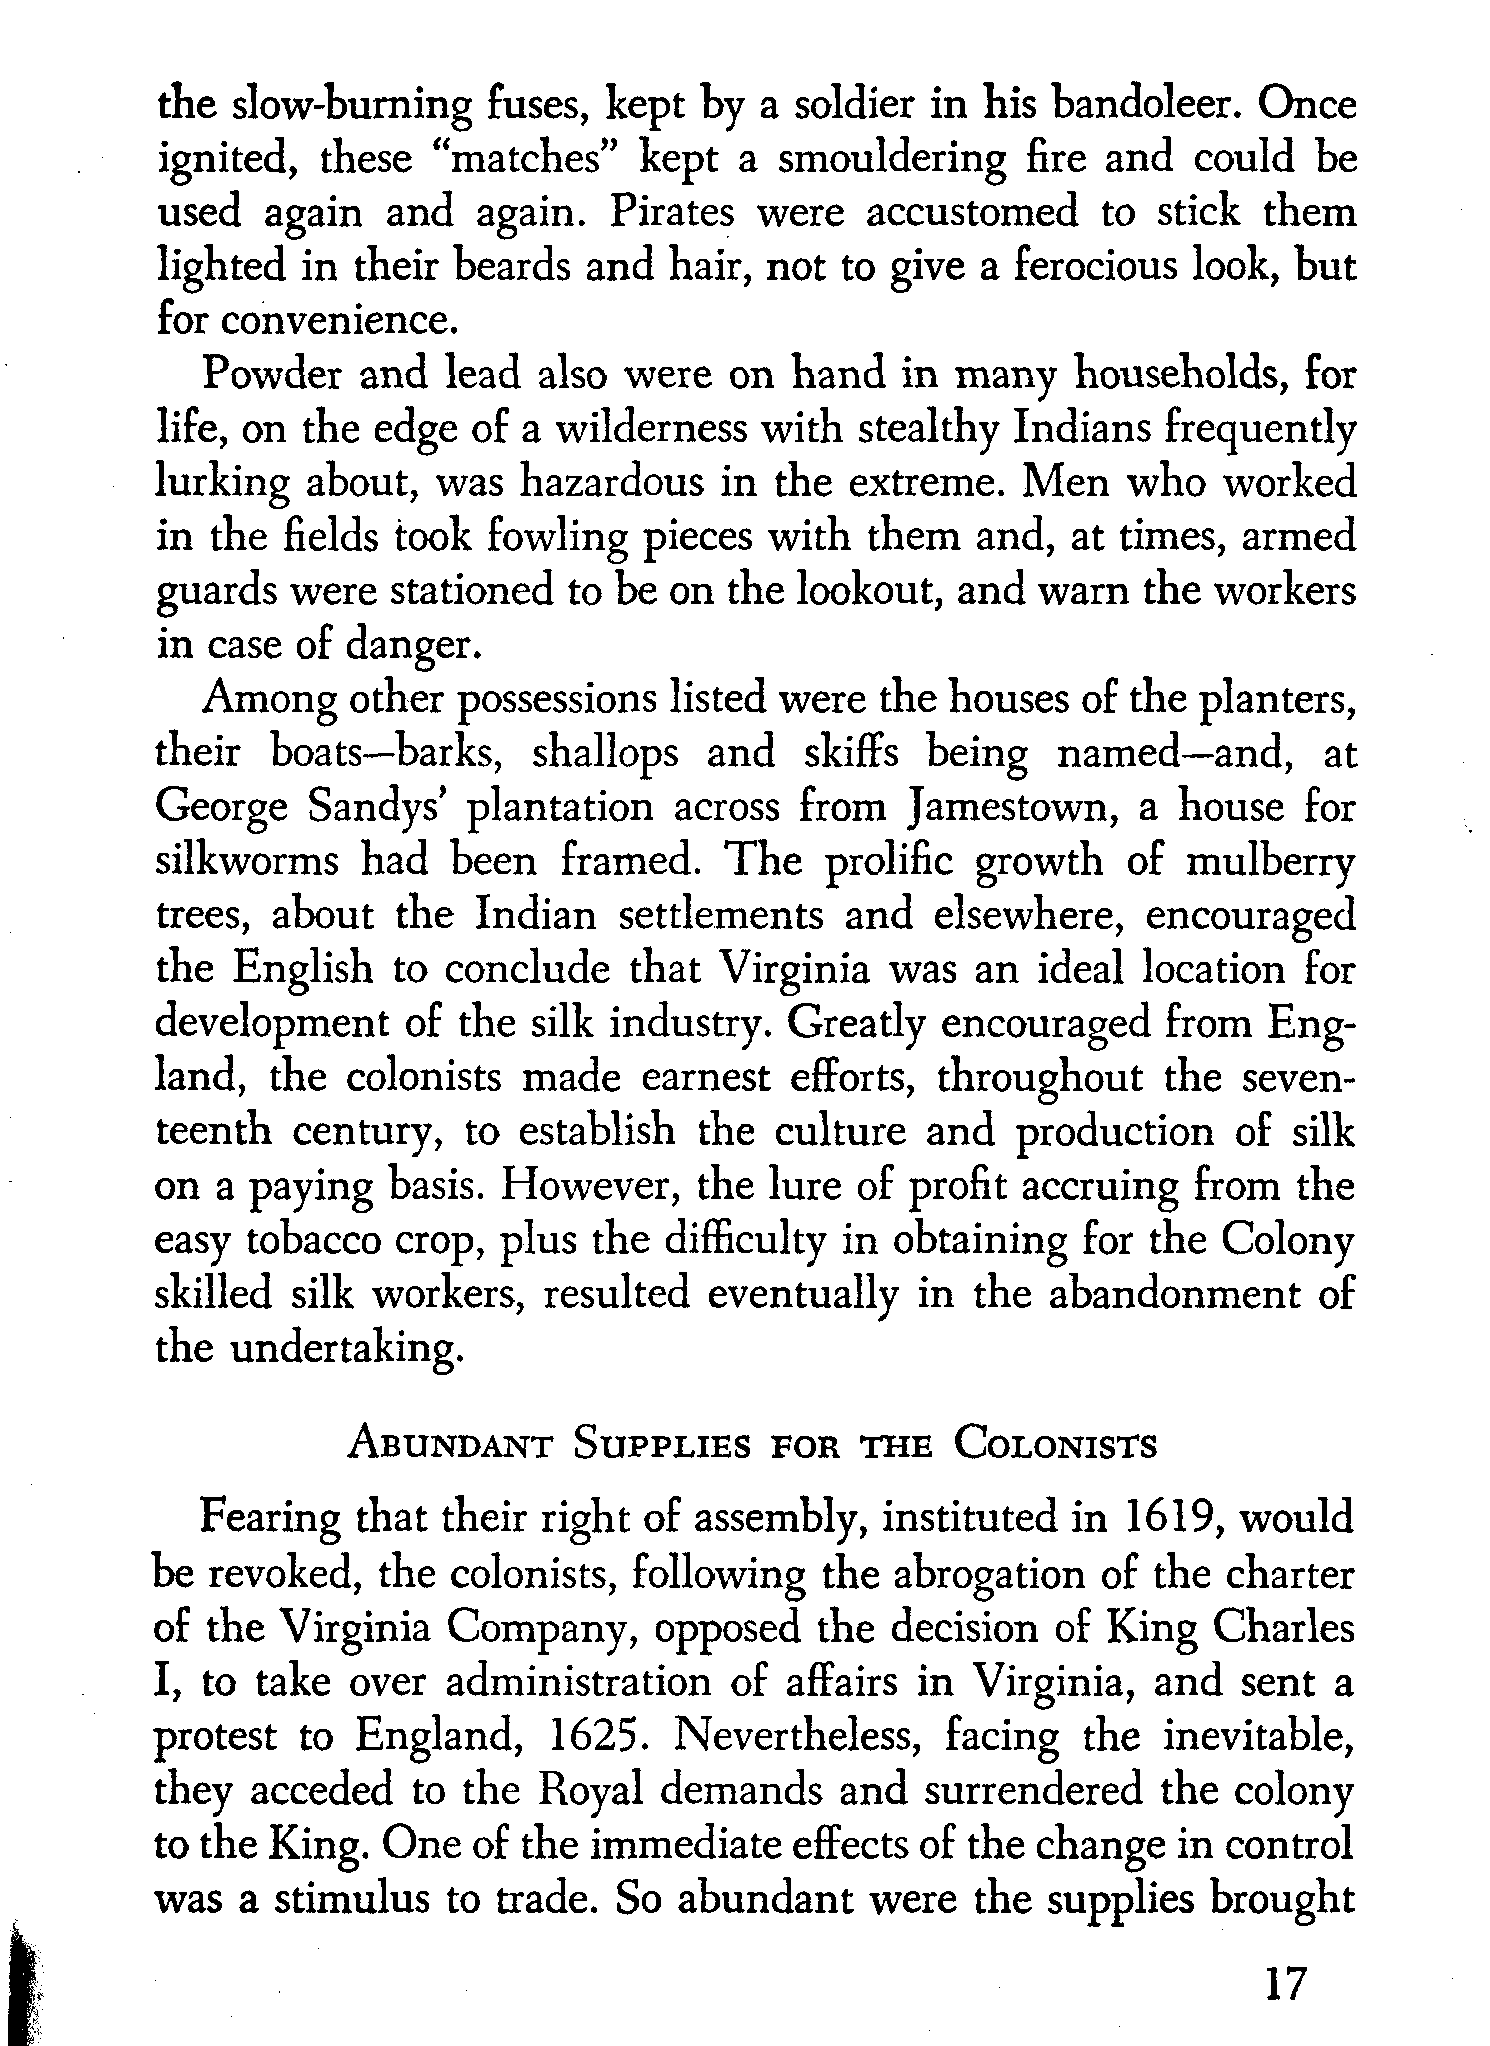 the slow-burning fuses, kept by a soldier in his bandoleer. Once
ignited, these “matches” kept a smouldering fire and could be
used again and again. Pirates were accustomed to stick them
lighted in their beards and hair, not to give a ferocious look, but
for convenience.
Powder and lead also were on hand in many households, for
life, on the edge of a wilderness with stealthy Indians frequently
lurking about, was hazardous in the extreme. Men who worked
in the fields took fowling pieces with them and, at times, armed
guards were stationed to be on the lookout, and warn the workers
in case of danger.
Among other possessions listed were the houses of the planters,
their boats—barks, shallops and skiffs being named—and, at
George Sandys’ plantation across from Jamestown, a house for
silkworms had been framed. The prolific growth of mulberry
trees, about the Indian settlements and elsewhere, encouraged
the English to conclude that Virginia was an ideal location for
development of the silk industry. Greatly encouraged from Eng-
land, the colonists made earnest efforts, throughout the seven-
teenth century, to establish the culture and production of silk
on a paying basis. However, the lure of profit accruing from the
easy tobacco crop, plus the difficulty in obtaining for the Colony
skilled silk workers, resulted eventually in the abandonment of
the undertaking.
Abundant Supplies for the Colonists
Fearing that their right of assembly, instituted in 1619, would
be revoked, the colonists, following the abrogation of the charter
of the Virginia Company, opposed the decision of King Charles
I, to take over administration of affairs in Virginia, and sent a
protest to England, 1625. Nevertheless, facing the inevitable,
they acceded to the Royal demands and surrendered the colony
to the King. One of the immediate effects of the change in control
was a stimulus to trade. So abundant were the supplies brought
17